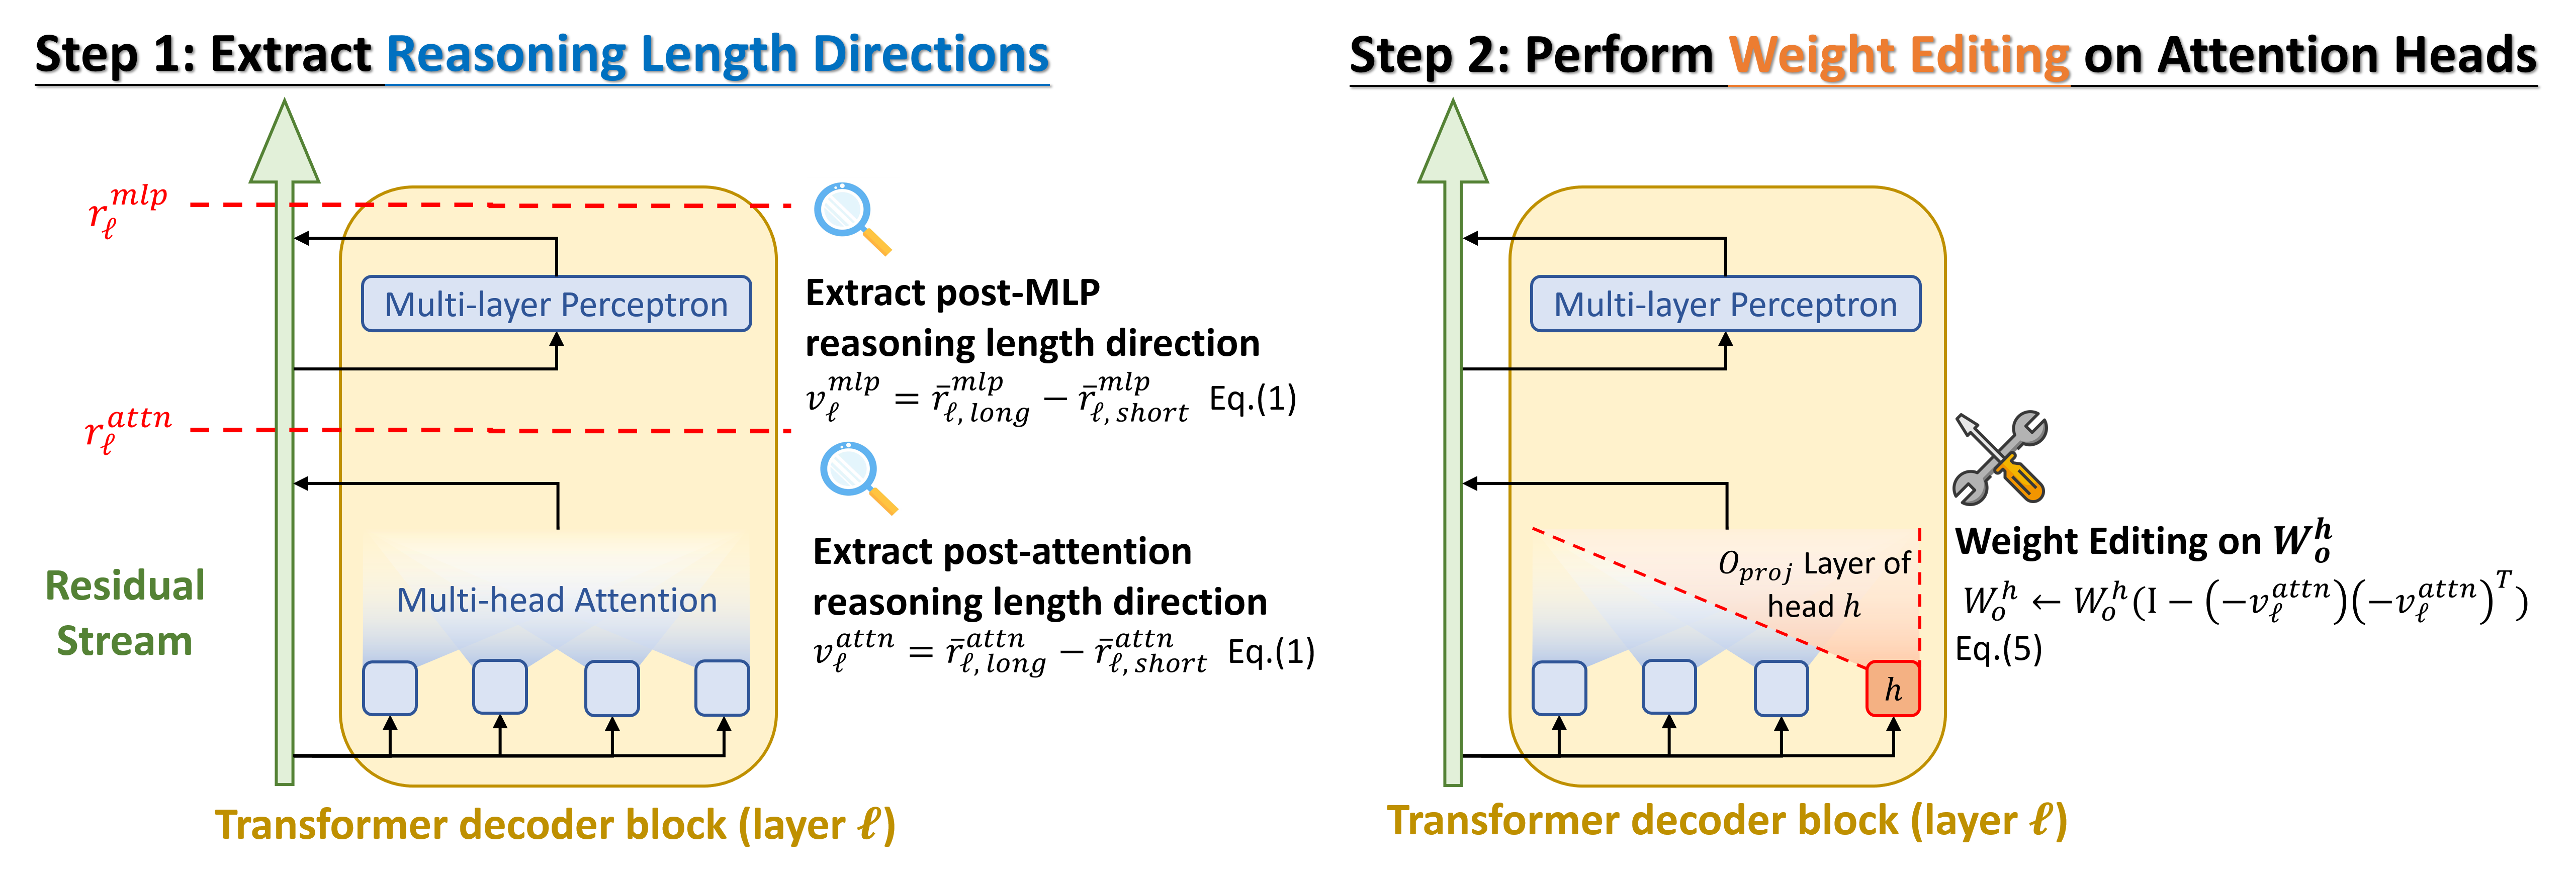 Step 1: Extract Reasoning Length Directions
$r_\ell^{mlp}$
Multi-layer Perceptron
Extract post-MLP
reasoning length direction
$v_\ell^{mlp} = \bar{r}_{\ell, long}^{mlp} - \bar{r}_{\ell, short}^{mlp}$ Eq.(1)
$r_\ell^{attn}$
Residual
Stream
Multi-head Attention
Extract post-attention
reasoning length direction
$v_\ell^{attn} = \bar{r}_{\ell, long}^{attn} - \bar{r}_{\ell, short}^{attn}$ Eq.(1)
Transformer decoder block (layer ℓ)
Step 2: Perform Weight Editing on Attention Heads
Multi-layer Perceptron
$O_{proj}$ Layer of
head $h$
$h$
Weight Editing on $W_o^h$
$W_o^h \leftarrow W_o^h(\mathrm{I} - (-v_\ell^{attn})(-v_\ell^{attn})^T)$
Eq.(5)
Transformer decoder block (layer ℓ)